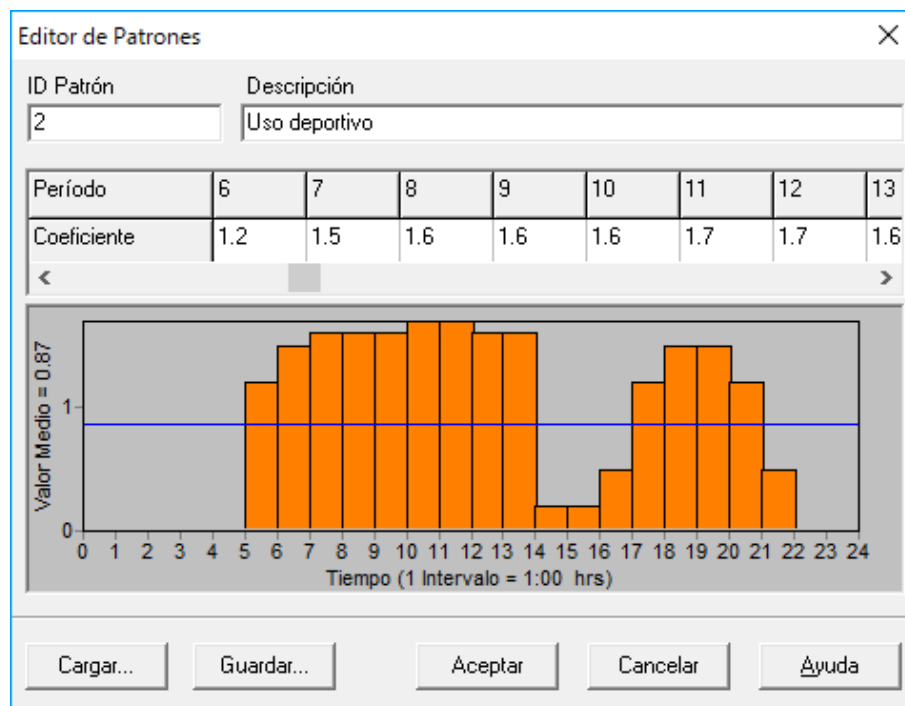 Editor de Patrones
ID Patrón Descripción
2 Uso deportivo
Período 6 7 8 9 10 11 12 13
Coeficiente 1.2 1.5 1.6 1.6 1.6 1.7 1.7 1.6
Valor Medio = 0.87
1
0
0 1 2 3 4 5 6 7 8 9 10 11 12 13 14 15 16 17 18 19 20 21 22 23 24
Tiempo (1 Intervalo = 1:00 hrs)
Cargar... Guardar... Aceptar Cancelar Ayuda